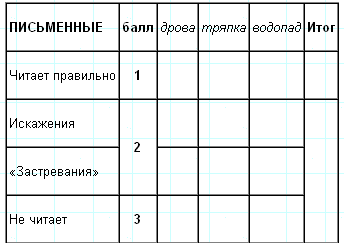 ПИСЬМЕННЫЕ балл дрова тряпка водопад Итог
Читает правильно 1
Искажения
2
«Застревания»
Не читает 3